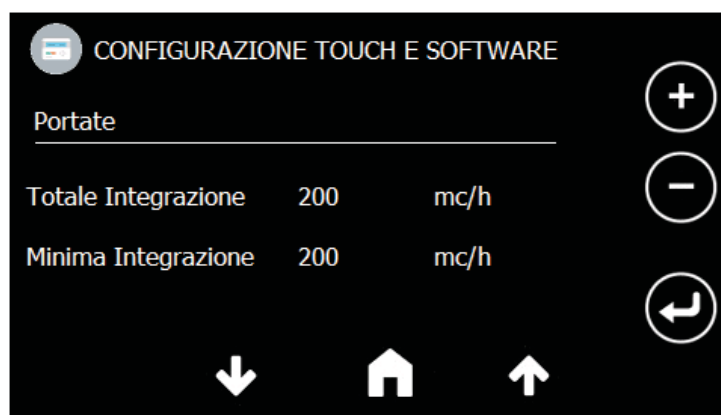 CONFIGURAZIONE TOUCH E SOFTWARE
Portate
Totale Integrazione 200 mc/h
Minima Integrazione 200 mc/h